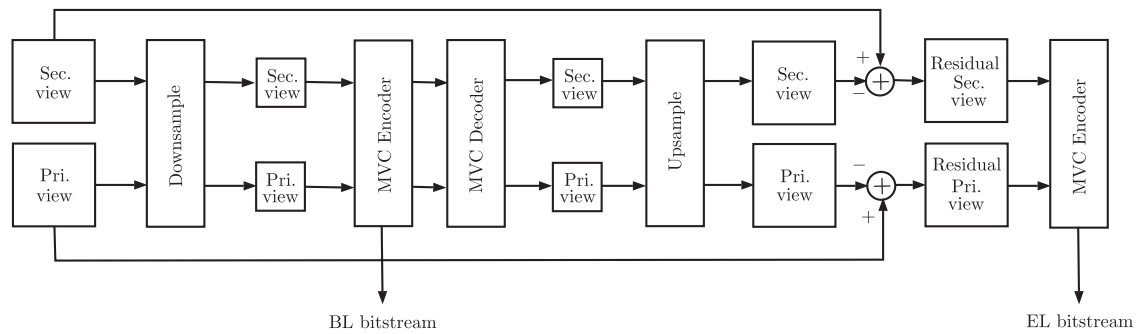 Sec.
view
Pri.
view
Downsample
Sec.
view
Pri.
view
MVC Encoder
MVC Decoder
Sec.
view
Pri.
view
Upsample
Sec.
view
Pri.
view
+
−
+
−
+
+
Residual
Sec.
view
Residual
Pri.
view
MVC Encoder
BL bitstream
EL bitstream